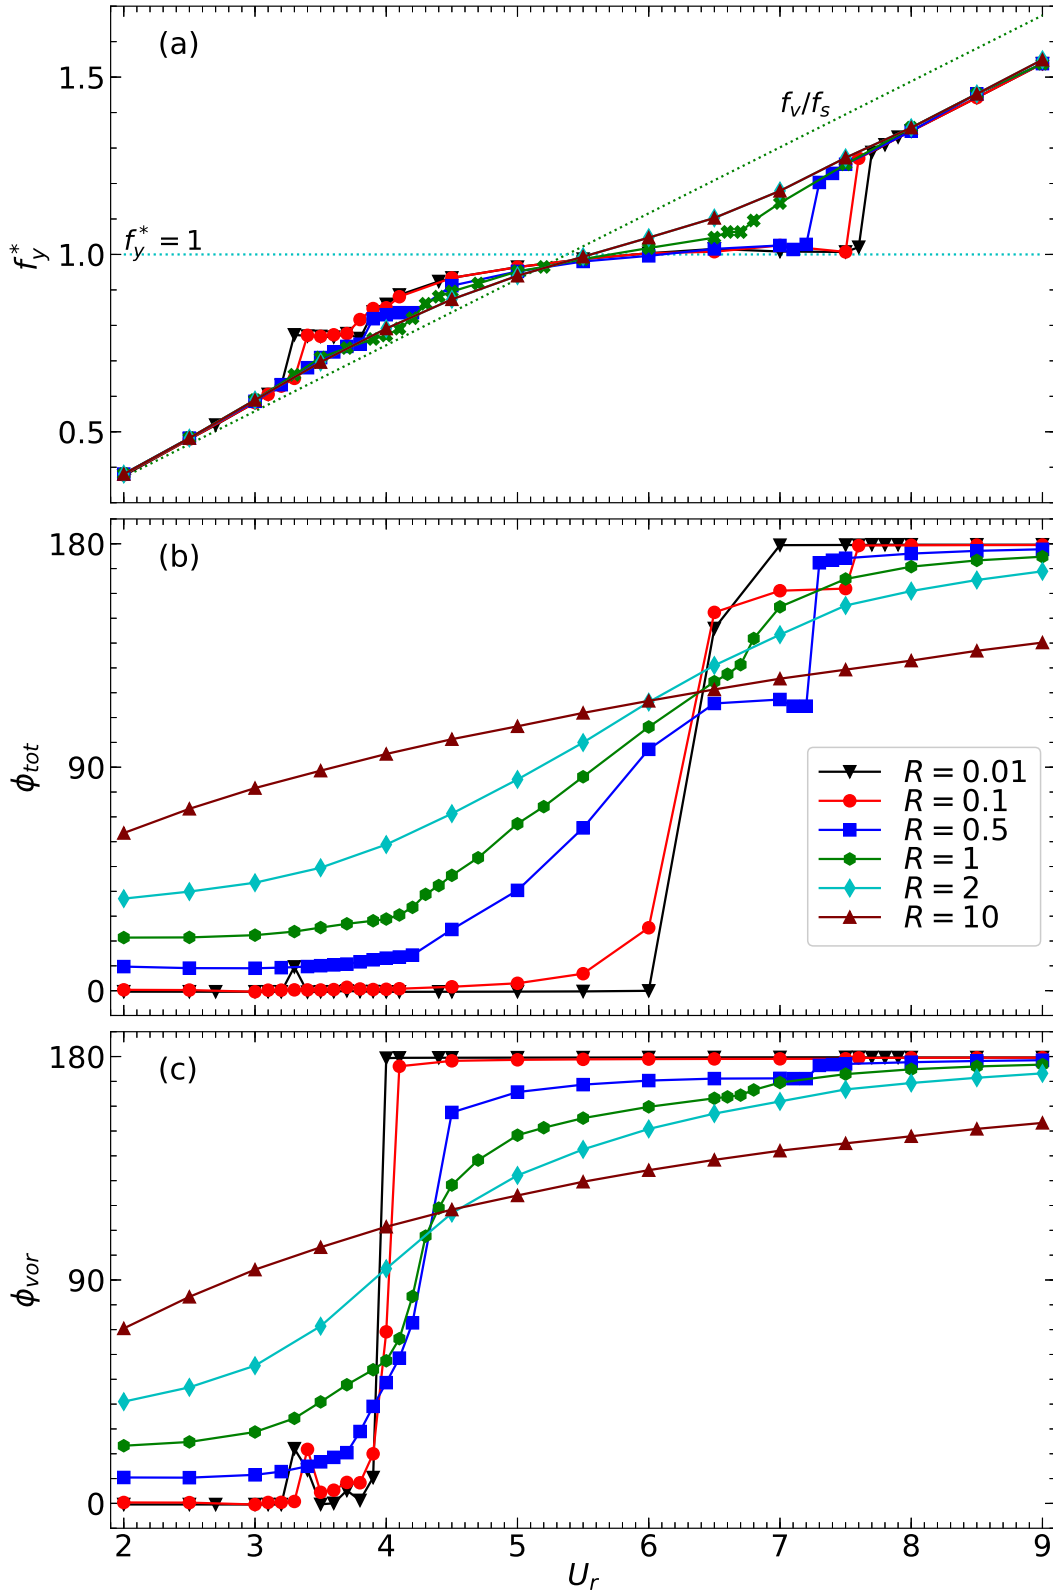 (a)
1.5
1.0
0.5
f_y^*
f_v/f_s
f_y^* = 1
(b)
180
90
0
ϕ_tot
R = 0.01
R = 0.1
R = 0.5
R = 1
R = 2
R = 10
(c)
180
90
0
ϕ_vor
2 3 4 5 6 7 8 9
U_r